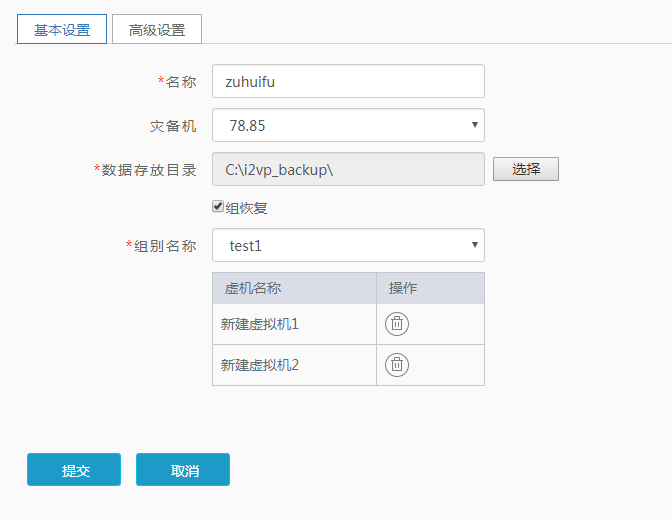 基本设置 高级设置
*名称 zuhuifu
灾备机 78.85
*数据存放目录 C:\i2vp_backup\ 选择
组恢复
*组别名称 test1
虚机名称 操作
新建虚拟机1
新建虚拟机2
提交 取消